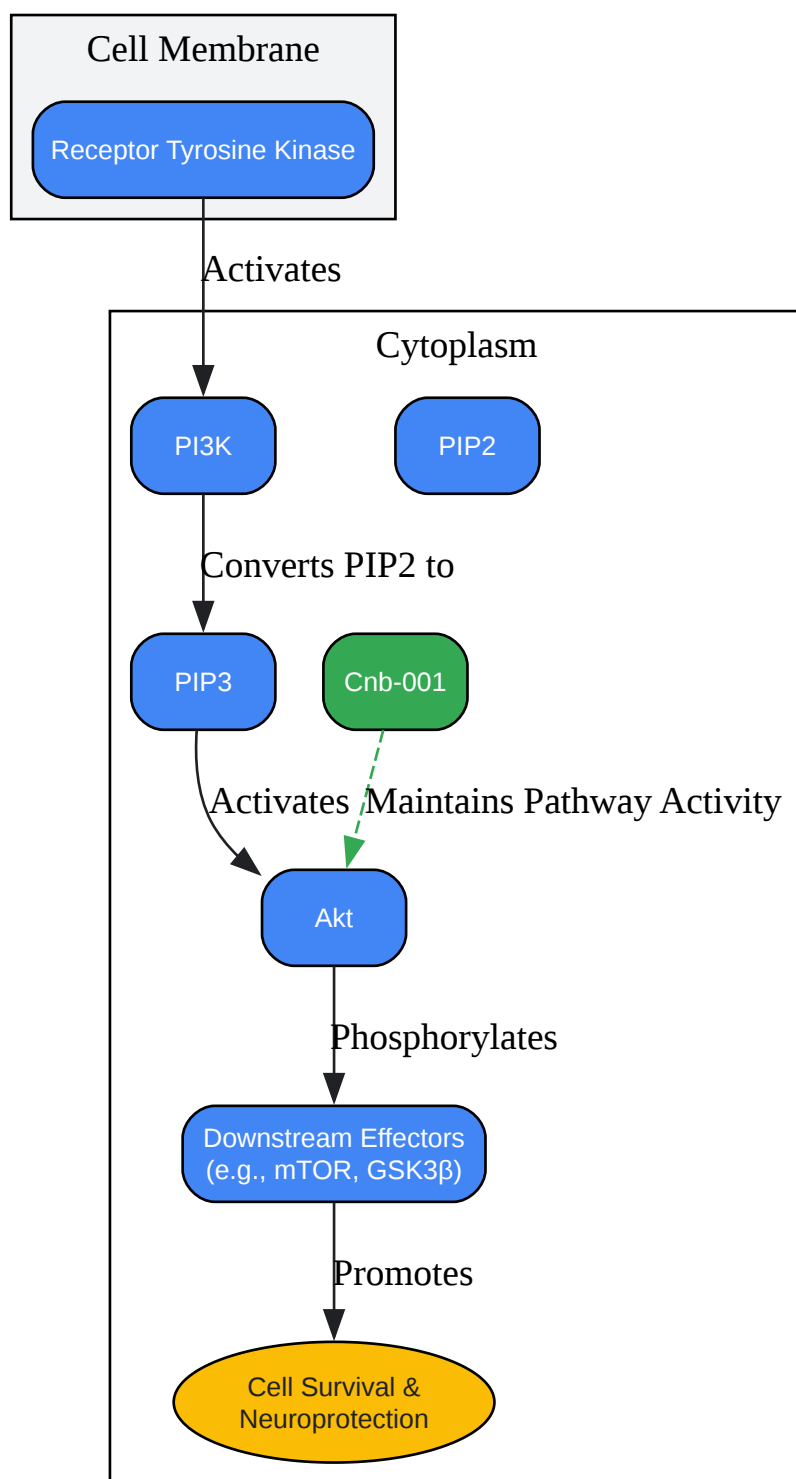 Cell Membrane
Receptor Tyrosine Kinase
Activates
Cytoplasm
PI3K
PIP2
Converts PIP2 to
PIP3
Cnb-001
Activates
Maintains Pathway Activity
Akt
Phosphorylates
Downstream Effectors
(e.g., mTOR, GSK3β)
Promotes
Cell Survival &
Neuroprotection